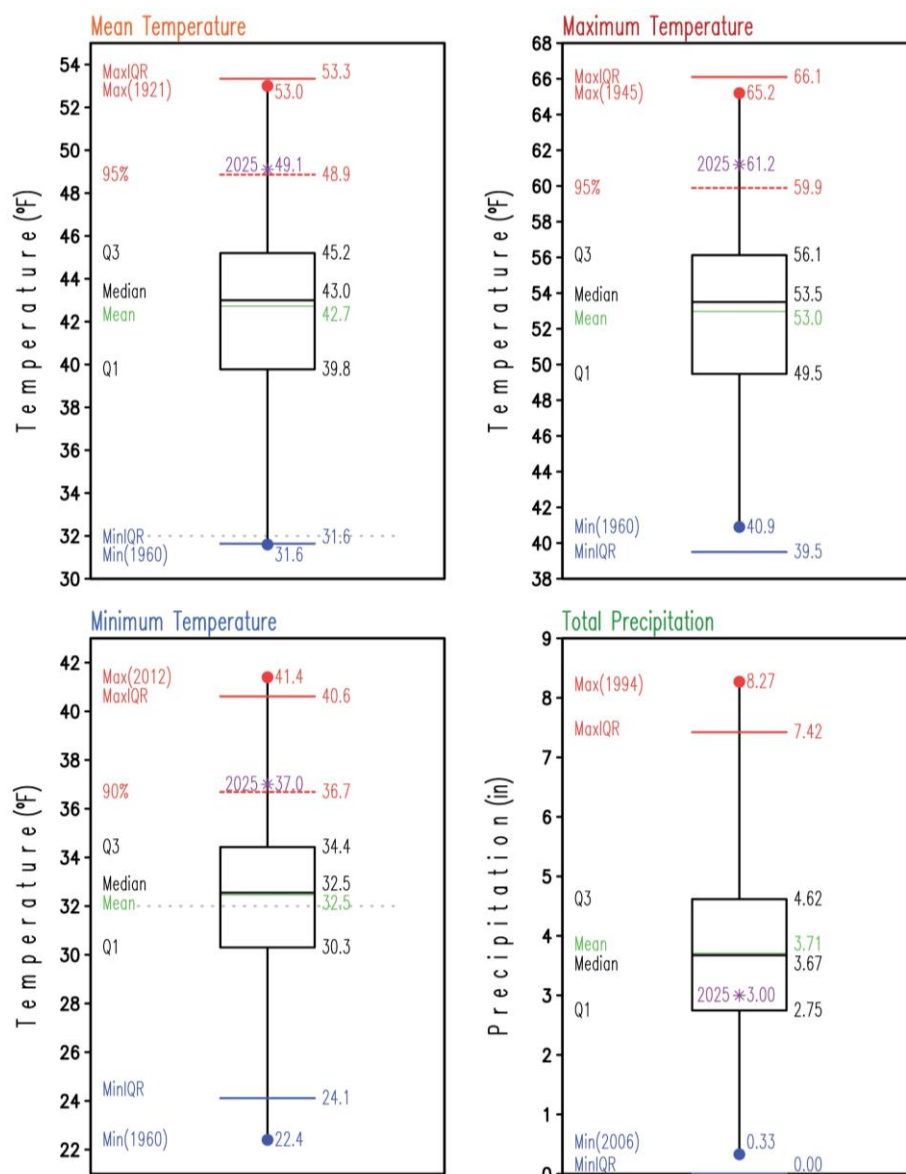 Mean Temperature
Temperature (ºF)
54
52
50
48
46
44
42
40
38
36
34
32
30
MaxIQR 53.3
Max(1921) 53.0
2025 * 49.1
95% 48.9
Q3 45.2
Median 43.0
Mean 42.7
Q1 39.8
MinIQR 31.6
Min(1960) 31.6
Maximum Temperature
Temperature (ºF)
68
66
64
62
60
58
56
54
52
50
48
46
44
42
40
38
MaxIQR 66.1
Max(1945) 65.2
2025 * 61.2
95% 59.9
Q3 56.1
Median 53.5
Mean 53.0
Q1 49.5
Min(1960) 40.9
MinIQR 39.5
Minimum Temperature
Temperature (ºF)
42
40
38
36
34
32
30
28
26
24
22
Max(2012) 41.4
MaxIQR 40.6
2025 * 37.0
90% 36.7
Q3 34.4
Median 32.5
Mean 32.5
Q1 30.3
MinIQR 24.1
Min(1960) 22.4
Total Precipitation
Precipitation (in)
9
8
7
6
5
4
3
2
1
0
Max(1994) 8.27
MaxIQR 7.42
Q3 4.62
Mean 3.71
Median 3.67
2025 * 3.00
Q1 2.75
Min(2006) 0.33
MinIQR 0.00